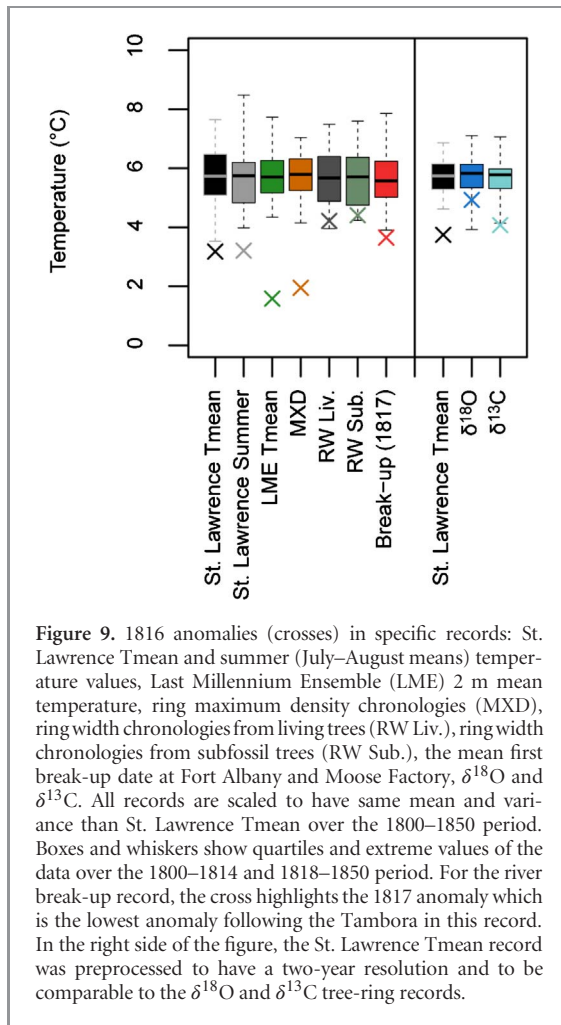 Temperature (°C)
10
8
6
4
2
0
St. Lawrence Tmean
St. Lawrence Summer
LME Tmean
MXD
RW Liv.
RW Sub.
Break−up (1817)
St. Lawrence Tmean
δ¹⁸O
δ¹³C
Figure 9. 1816 anomalies (crosses) in specific records: St.
Lawrence Tmean and summer (July–August means) temper-
ature values, Last Millennium Ensemble (LME) 2 m mean
temperature, ring maximum density chronologies (MXD),
ring width chronologies from living trees (RW Liv.), ring width
chronologies from subfossil trees (RW Sub.), the mean first
break-up date at Fort Albany and Moose Factory, δ¹⁸O and
δ¹³C. All records are scaled to have same mean and vari-
ance than St. Lawrence Tmean over the 1800–1850 period.
Boxes and whiskers show quartiles and extreme values of the
data over the 1800–1814 and 1818–1850 period. For the river
break-up record, the cross highlights the 1817 anomaly which
is the lowest anomaly following the Tambora in this record.
In the right side of the figure, the St. Lawrence Tmean record
was preprocessed to have a two-year resolution and to be
comparable to the δ¹⁸O and δ¹³C tree-ring records.